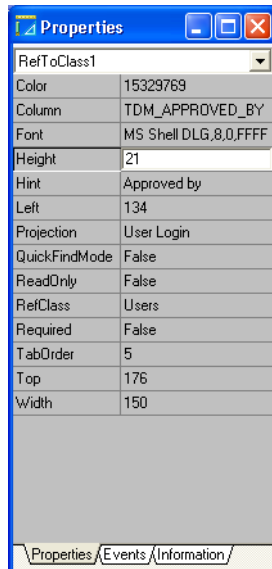 Properties
RefToClass1
Color 15329769
Column TDM_APPROVED_BY
Font MS Shell DLG,8,0,FFFF
Height 21
Hint Approved by
Left 134
Projection User Login
QuickFindMode False
ReadOnly False
RefClass Users
Required False
TabOrder 5
Top 176
Width 150
Properties Events Information